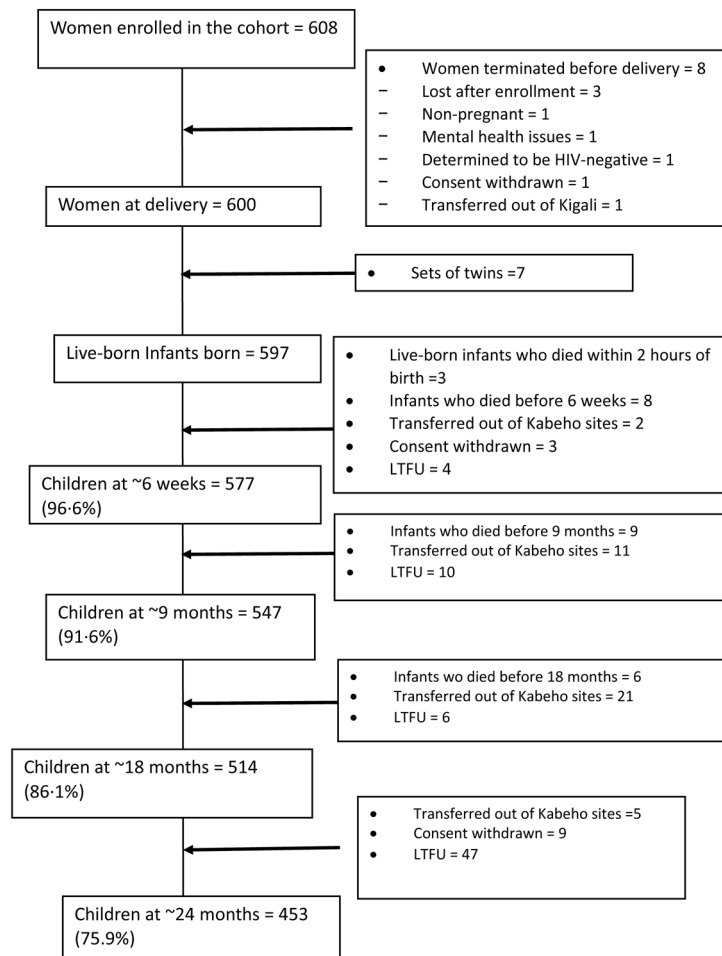 Women enrolled in the cohort = 608
• Women terminated before delivery = 8
– Lost after enrollment = 3
– Non-pregnant = 1
– Mental health issues = 1
– Determined to be HIV-negative = 1
– Consent withdrawn = 1
– Transferred out of Kigali = 1
Women at delivery = 600
• Sets of twins =7
Live-born Infants born = 597
• Live-born infants who died within 2 hours of
birth =3
• Infants who died before 6 weeks = 8
• Transferred out of Kabeho sites = 2
• Consent withdrawn = 3
• LTFU = 4
Children at ~6 weeks = 577
(96·6%)
• Infants who died before 9 months = 9
• Transferred out of Kabeho sites = 11
• LTFU = 10
Children at ~9 months = 547
(91·6%)
• Infants wo died before 18 months = 6
• Transferred out of Kabeho sites = 21
• LTFU = 6
Children at ~18 months = 514
(86·1%)
• Transferred out of Kabeho sites =5
• Consent withdrawn = 9
• LTFU = 47
Children at ~24 months = 453
(75.9%)